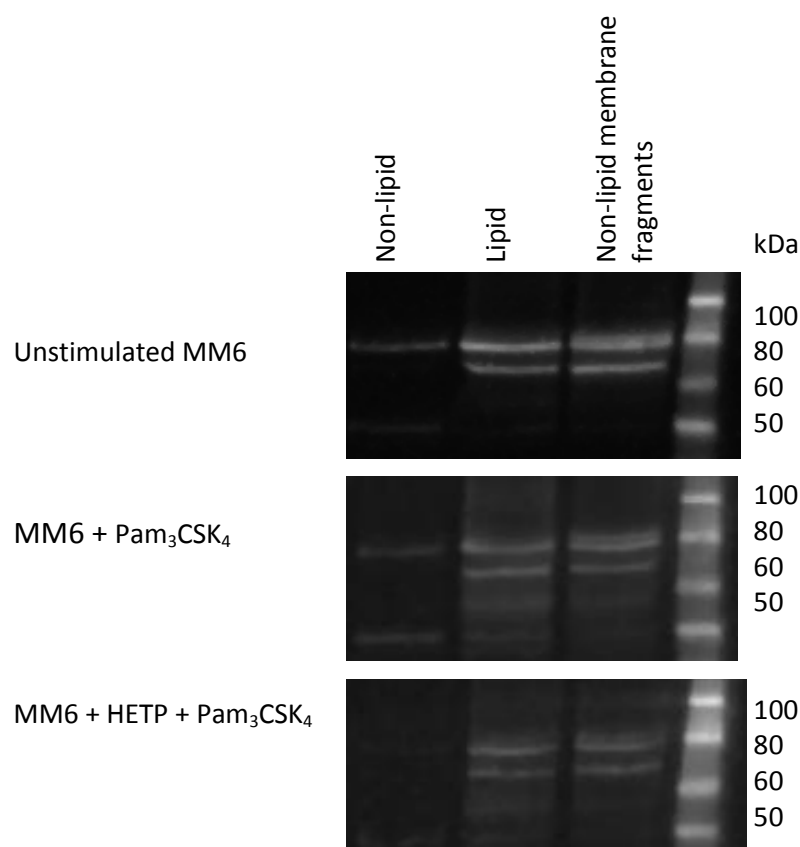 Non-lipid
Lipid
Non-lipid membrane
fragments
kDa
Unstimulated MM6
100
80
60
50
MM6 + Pam₃CSK₄
100
80
60
50
MM6 + HETP + Pam₃CSK₄
100
80
60
50